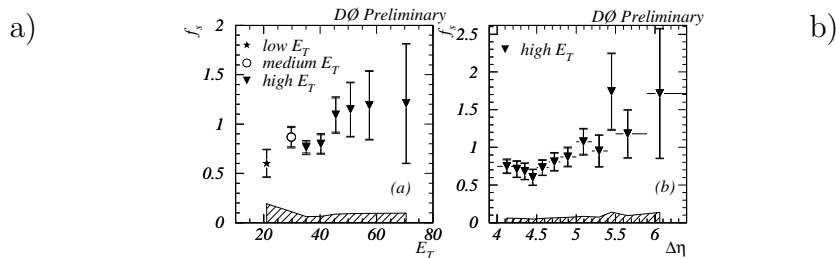 a)
DØ Preliminary
f_s
2
1.5
1
0.5
0
low E_T
medium E_T
high E_T
(a)
20 40 60 80
E_T
DØ Preliminary
f_s
2.5
2
1.5
1
0.5
0
high E_T
(b)
4 4.5 5 5.5 6
Δη
b)